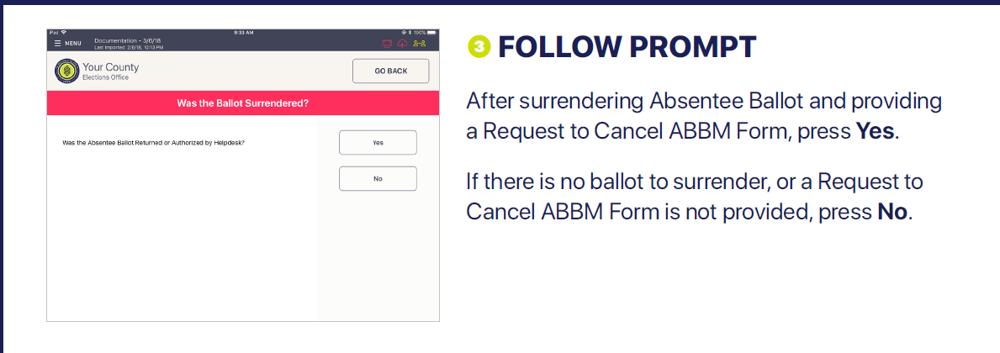 iPad 9:33 AM 100%
MENU
Documentation – 3/6/18
Last Imported: 2/6/18, 10:13 PM
Your County
Elections Office
GO BACK
Was the Ballot Surrendered?
Was the Absentee Ballot Returned or Authorized by Helpdesk?
Yes
No
3 FOLLOW PROMPT
After surrendering Absentee Ballot and providing
a Request to Cancel ABBM Form, press Yes.
If there is no ballot to surrender, or a Request to
Cancel ABBM Form is not provided, press No.